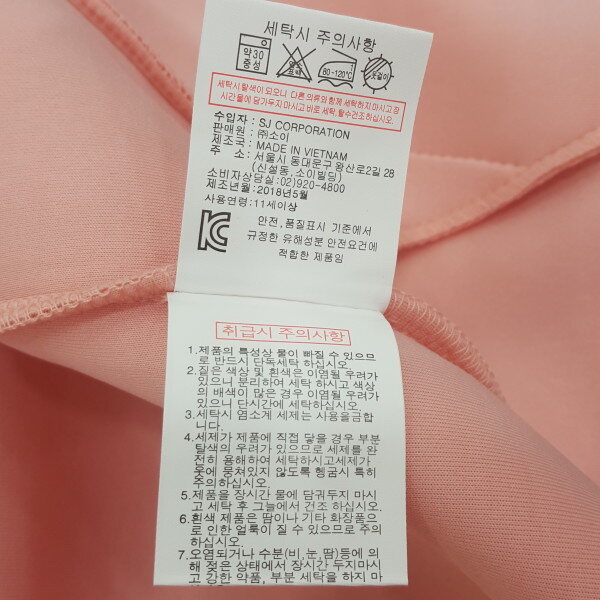 세탁시 주의사항
약30
중성
80~120℃
옷걸이
세탁시 탈색이 되오니 다른 의류와 함께 세탁하지 마시고 장
시간 물에 담가두지 마시고 바로 세탁, 탈수건조하십시오.
수입자 : SJ CORPORATION
판매원 : ㈜소이
제조국 : MADE IN VIETNAM
주 소 : 서울시 동대문구 왕산로2길 28
(신설동, 소이빌딩)
소비자상담실:02)920-4800
제조년월:2018년5월
사용연령:11세이상
안전,품질표시 기준에서
규정한 유해성분 안전요건에
적합한 제품임
취급시 주의사항
1.제품의 특성상 물이 빠질 수 있으므
로 반드시 단독세탁 하십시오.
2.짙은 색상 및 흰색은 이염될 우려가
있으니 분리하여 세탁 하시고 색상
의 배색이 많은 경우 이염될 우려가
있으니 단시간에 세탁하십시오.
3.세탁시 염소계 세제는 사용을금합
니다.
4.세제가 제품에 직접 닿을 경우 부분
탈색의 우려가 있으므로 세제를 완
전히 용해하여 세탁하시고세제가
옷에 뭉쳐있지 않도록 헹굼시 특히
주의하십시오.
5.제품을 장시간 물에 담궈두지 마시
고 세탁 후 그늘에서 건조 하십시오.
6.흰색 제품은 땀이나 기타 화장품으
로 인한 얼룩이 질 수 있으므로 주의
하십시오.
7.오염되거나 수분(비,눈,땀)등에 의
해 젖은 상태에서 장시간 두지마시
고 강한 약품, 부분 세탁을 하지 마